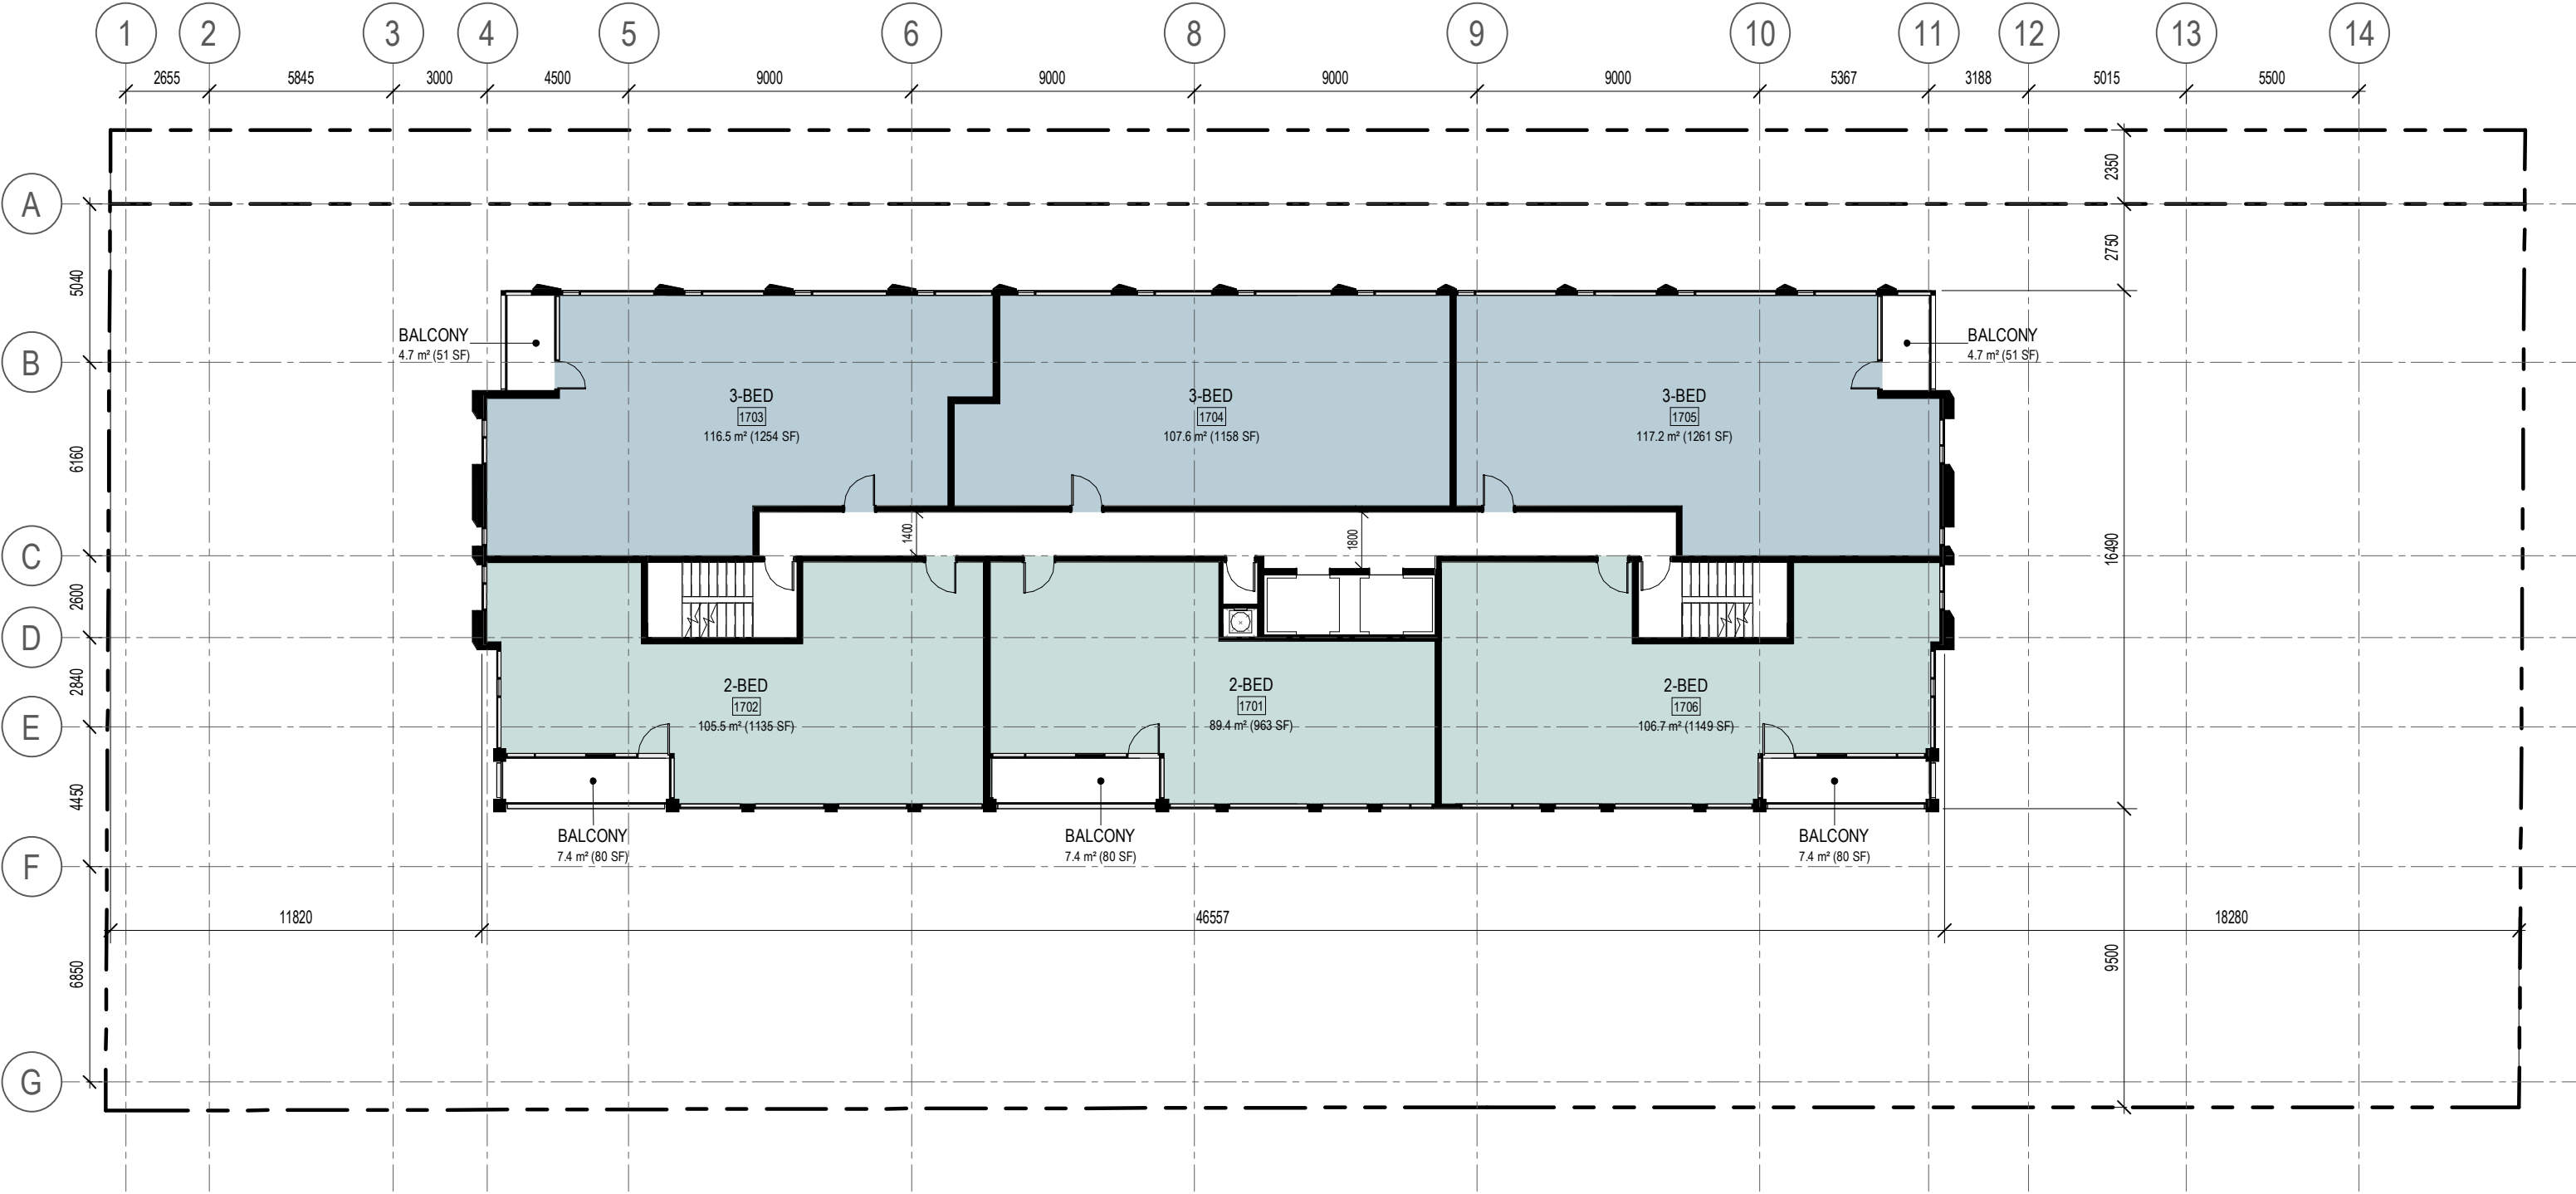 1 2 3 4 5 6 8 9 10 11 12 13 14
2655 5845 3000 4500 9000 9000 9000 9000 5367 3188 5015 5500
2350
A
2750
5040
BALCONY
4.7 m² (51 SF)
BALCONY
4.7 m² (51 SF)
B
3-BED
1703
116.5 m² (1254 SF)
3-BED
1704
107.6 m² (1158 SF)
3-BED
1705
117.2 m² (1261 SF)
6160
1400
1800
16490
C
2600
D
2840
2-BED
1702
105.5 m² (1135 SF)
2-BED
1701
89.4 m² (963 SF)
2-BED
1706
106.7 m² (1149 SF)
E
4450
BALCONY
7.4 m² (80 SF)
BALCONY
7.4 m² (80 SF)
BALCONY
7.4 m² (80 SF)
F
11820 46557 18280
6850
9500
G